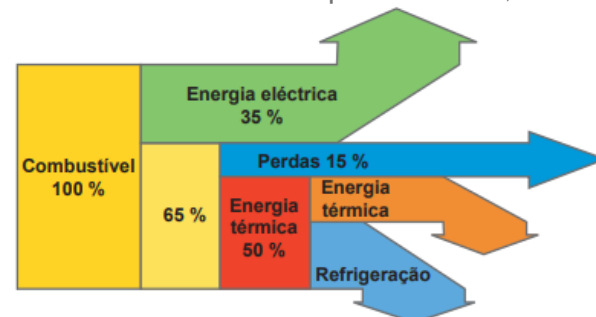 Energia eléctrica
35 %
Combustível
100 %
Perdas 15 %
65 %
Energia
térmica
50 %
Energia
térmica
Refrigeração